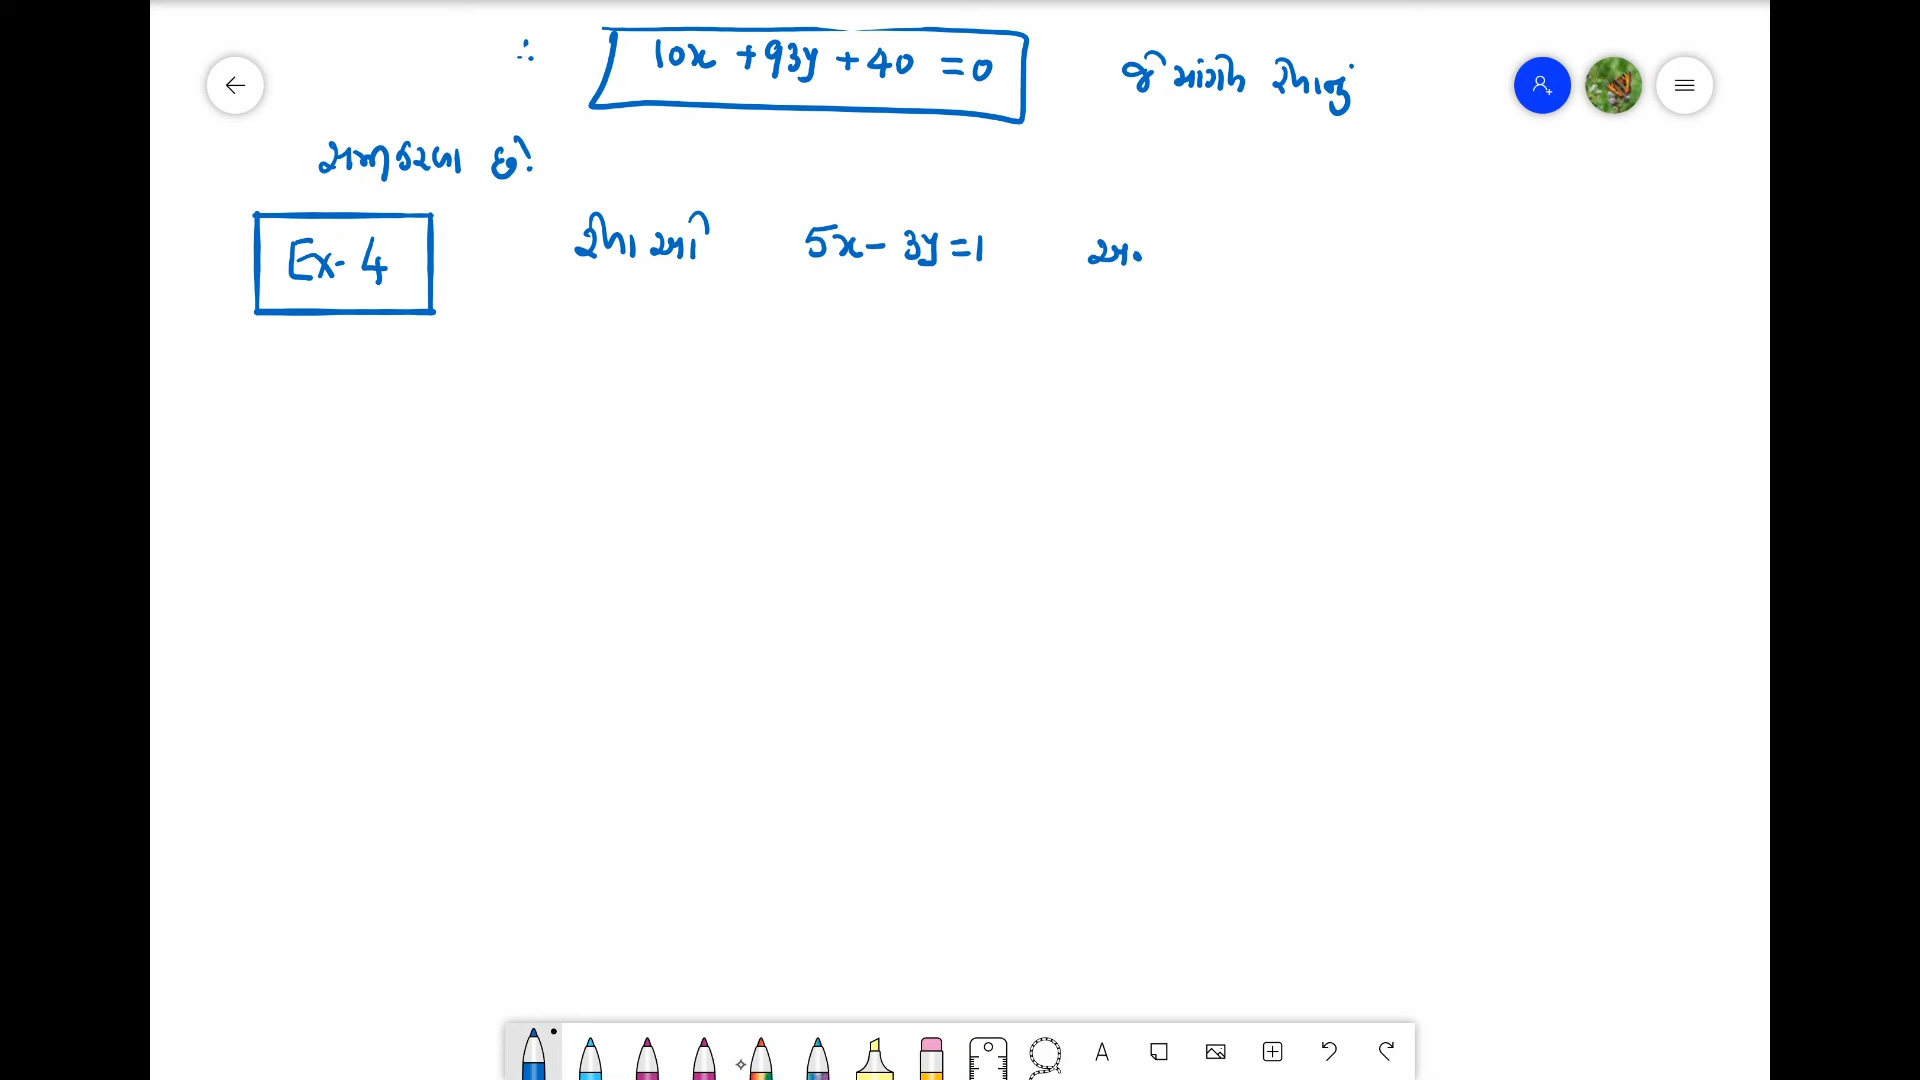 ∴ 10x + 93y + 40 = 0 જે માંગેલ રેખાનું
સમીકરણ છે.
Ex- 4 રેખાઓ 5x - 3y = 1
A